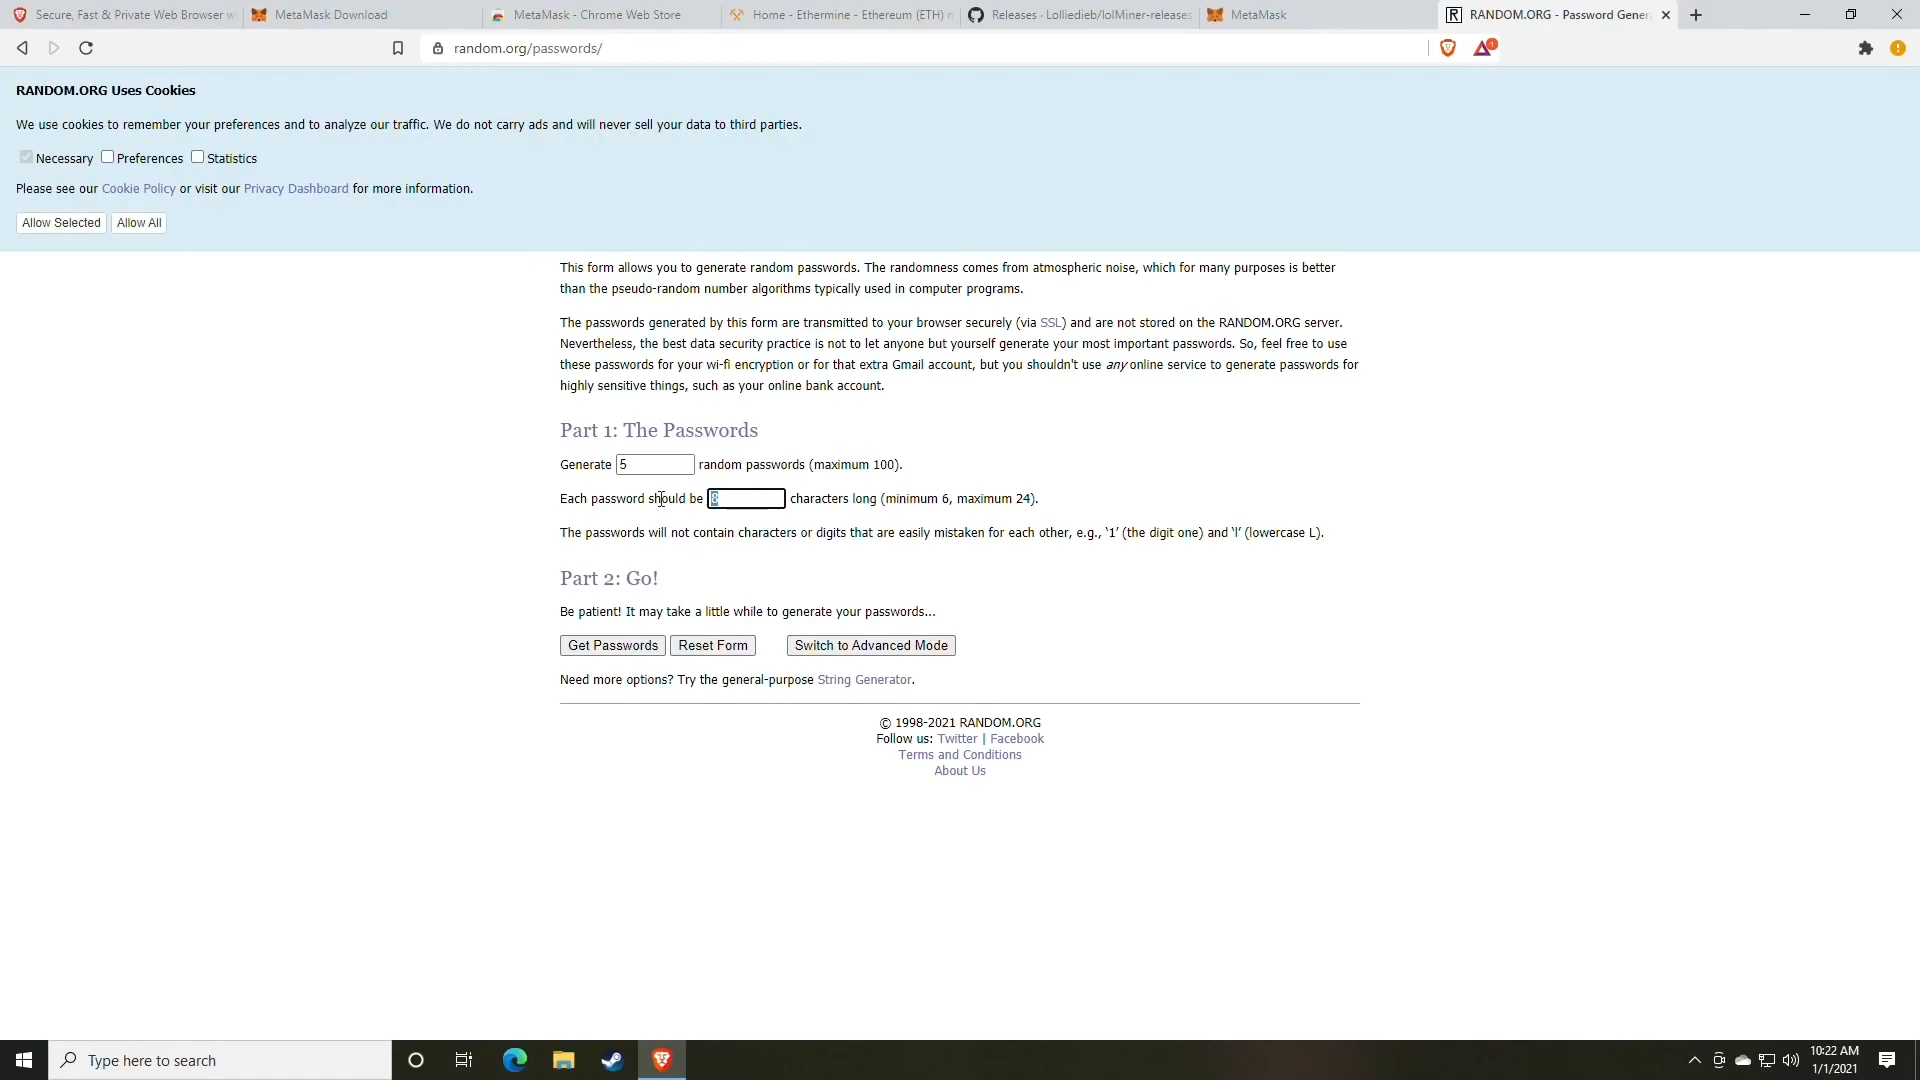 Secure, Fast & Private Web Browser w
MetaMask Download
MetaMask - Chrome Web Store
Home - Ethermine - Ethereum (ETH) m
Releases · Lolliedieb/lolMiner-releases
MetaMask
RANDOM.ORG - Password Gener
random.org/passwords/
1
RANDOM.ORG Uses Cookies
We use cookies to remember your preferences and to analyze our traffic. We do not carry ads and will never sell your data to third parties.
Necessary Preferences Statistics
Please see our Cookie Policy or visit our Privacy Dashboard for more information.
Allow Selected Allow All
This form allows you to generate random passwords. The randomness comes from atmospheric noise, which for many purposes is better
than the pseudo-random number algorithms typically used in computer programs.
The passwords generated by this form are transmitted to your browser securely (via SSL) and are not stored on the RANDOM.ORG server.
Nevertheless, the best data security practice is not to let anyone but yourself generate your most important passwords. So, feel free to use
these passwords for your wi-fi encryption or for that extra Gmail account, but you shouldn't use any online service to generate passwords for
highly sensitive things, such as your online bank account.
Part 1: The Passwords
Generate 5 random passwords (maximum 100).
Each password should be 8 characters long (minimum 6, maximum 24).
The passwords will not contain characters or digits that are easily mistaken for each other, e.g., ‘1’ (the digit one) and ‘l’ (lowercase L).
Part 2: Go!
Be patient! It may take a little while to generate your passwords...
Get Passwords Reset Form Switch to Advanced Mode
Need more options? Try the general-purpose String Generator.
© 1998-2021 RANDOM.ORG
Follow us: Twitter | Facebook
Terms and Conditions
About Us
Type here to search
10:22 AM
1/1/2021